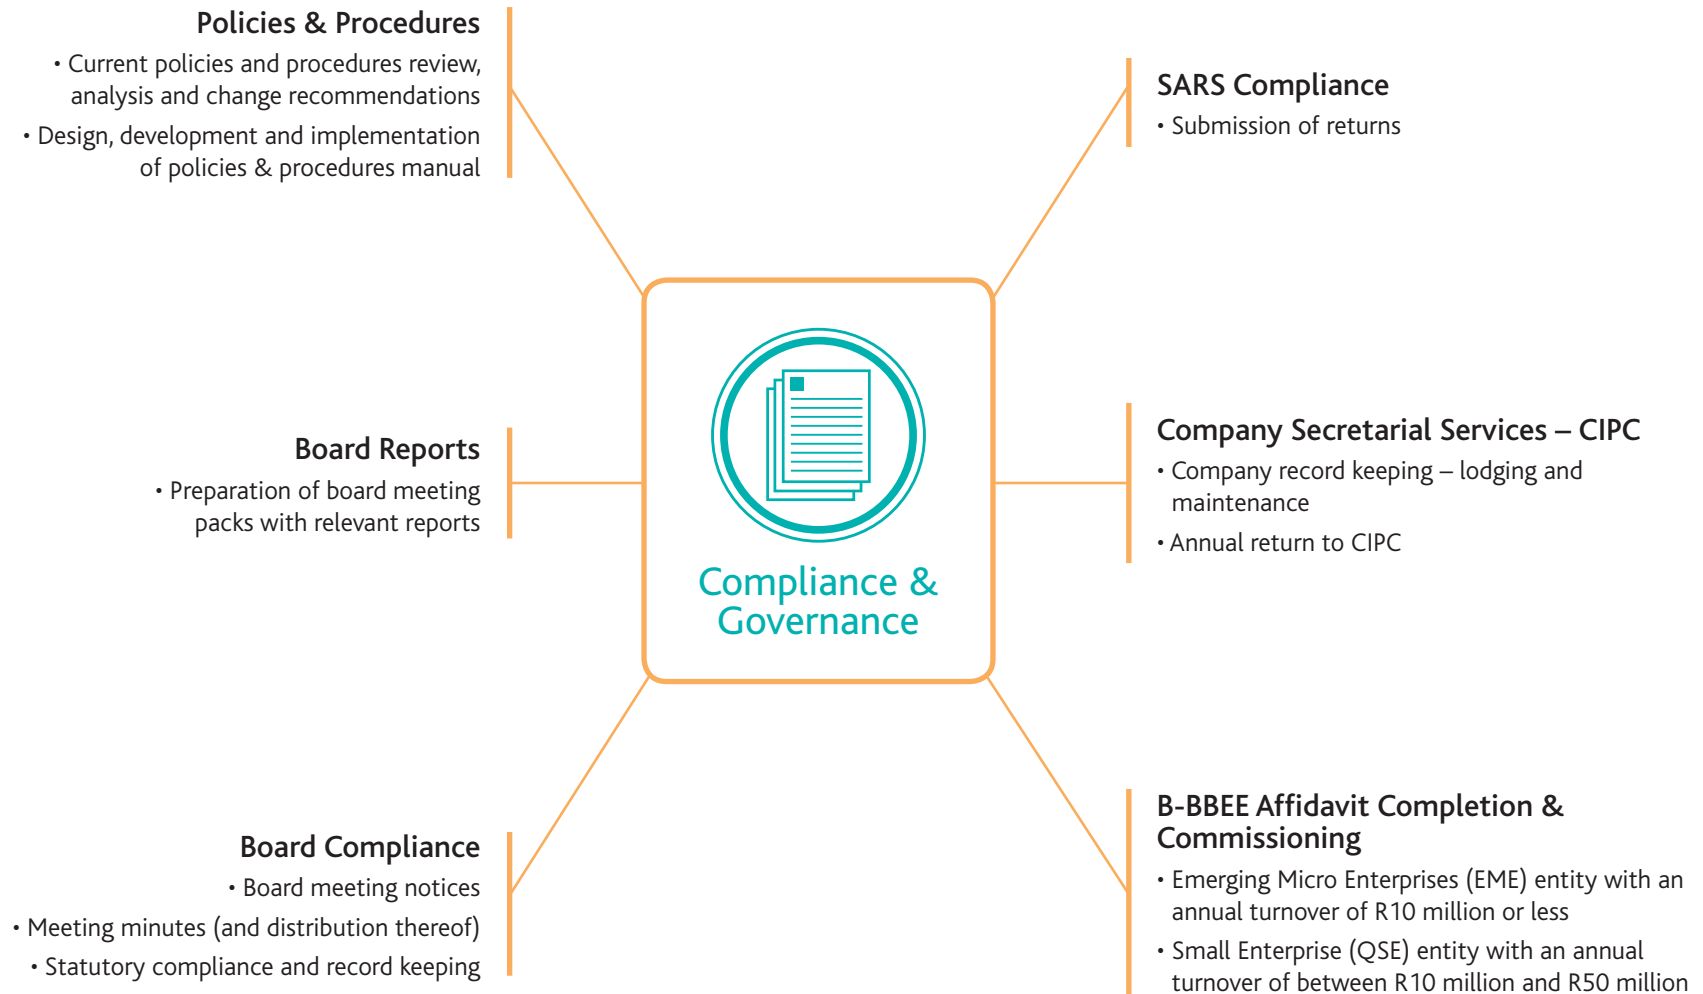 Policies & Procedures
• Current policies and procedures review,
analysis and change recommendations
• Design, development and implementation
of policies & procedures manual
Board Reports
• Preparation of board meeting
packs with relevant reports
Board Compliance
• Board meeting notices
• Meeting minutes (and distribution thereof)
• Statutory compliance and record keeping
Compliance &
Governance
SARS Compliance
• Submission of returns
Company Secretarial Services – CIPC
• Company record keeping – lodging and
maintenance
• Annual return to CIPC
B-BBEE Affidavit Completion &
Commissioning
• Emerging Micro Enterprises (EME) entity with an
annual turnover of R10 million or less
• Small Enterprise (QSE) entity with an annual
turnover of between R10 million and R50 million